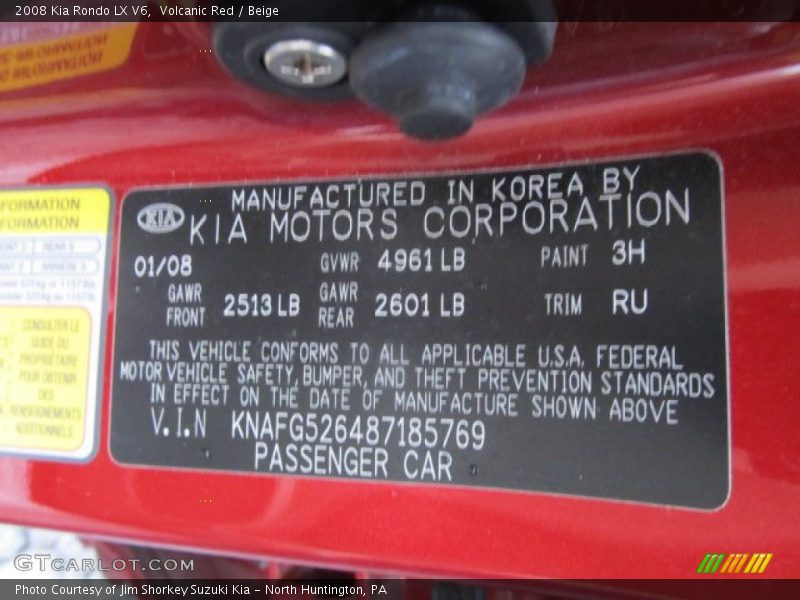 2008 Kia Rondo LX V6, Volcanic Red / Beige
MANUFACTURED IN KOREA BY
KIA KIA MOTORS CORPORATION
01/08 GVWR 4961 LB PAINT 3H
GAWR FRONT 2513 LB GAWR REAR 2601 LB TRIM RU
THIS VEHICLE CONFORMS TO ALL APPLICABLE U.S.A. FEDERAL
MOTOR VEHICLE SAFETY, BUMPER, AND THEFT PREVENTION STANDARDS
IN EFFECT ON THE DATE OF MANUFACTURE SHOWN ABOVE
V.I.N KNAFG526487185769
PASSENGER CAR
FORMATION
FORMATION
CONSULTER LE
GUIDE DU
PROPRIÉTAIRE
POUR OBTENIR
DES
RENSEIGNEMENTS
ADDITIONNELS
GTCARLOT.COM
Photo Courtesy of Jim Shorkey Suzuki Kia - North Huntington, PA